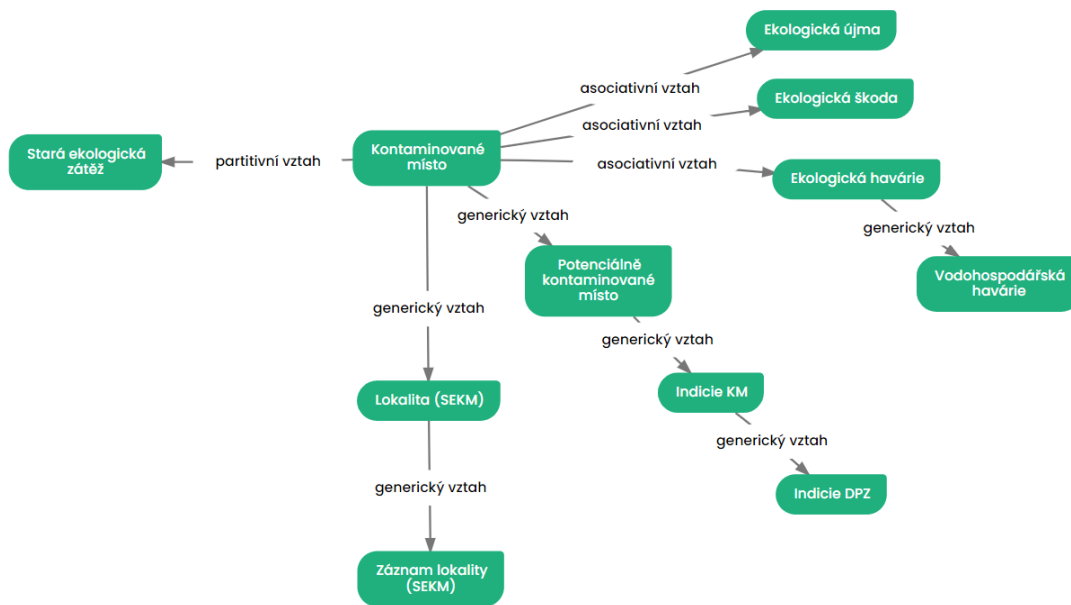 Ekologická újma
asociativní vztah
Ekologická škoda
asociativní vztah
Stará ekologická
zátěž
partitivní vztah
Kontaminované
místo
asociativní vztah
Ekologická havárie
generický vztah
generický vztah
Potenciálně
kontaminované
místo
Vodohospodářská
havárie
generický vztah
generický vztah
Lokalita (SEKM)
Indicie KM
generický vztah
generický vztah
Indicie DPZ
Záznam lokality
(SEKM)